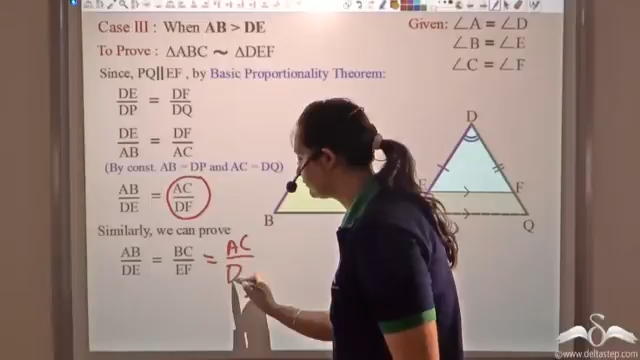 Case III : When AB > DE
To Prove : ΔABC ~ ΔDEF
Since, PQ||EF, by Basic Proportionality Theorem:
DE/DP = DF/DQ
DE/AB = DF/AC
(By const. AB = DP and AC = DQ)
AB/DE = AC/DF
Similarly, we can prove
AB/DE = BC/EF = AC/D
Given: ∠A = ∠D
∠B = ∠E
∠C = ∠F
D
E
F
B
Q
© www.deltastep.com